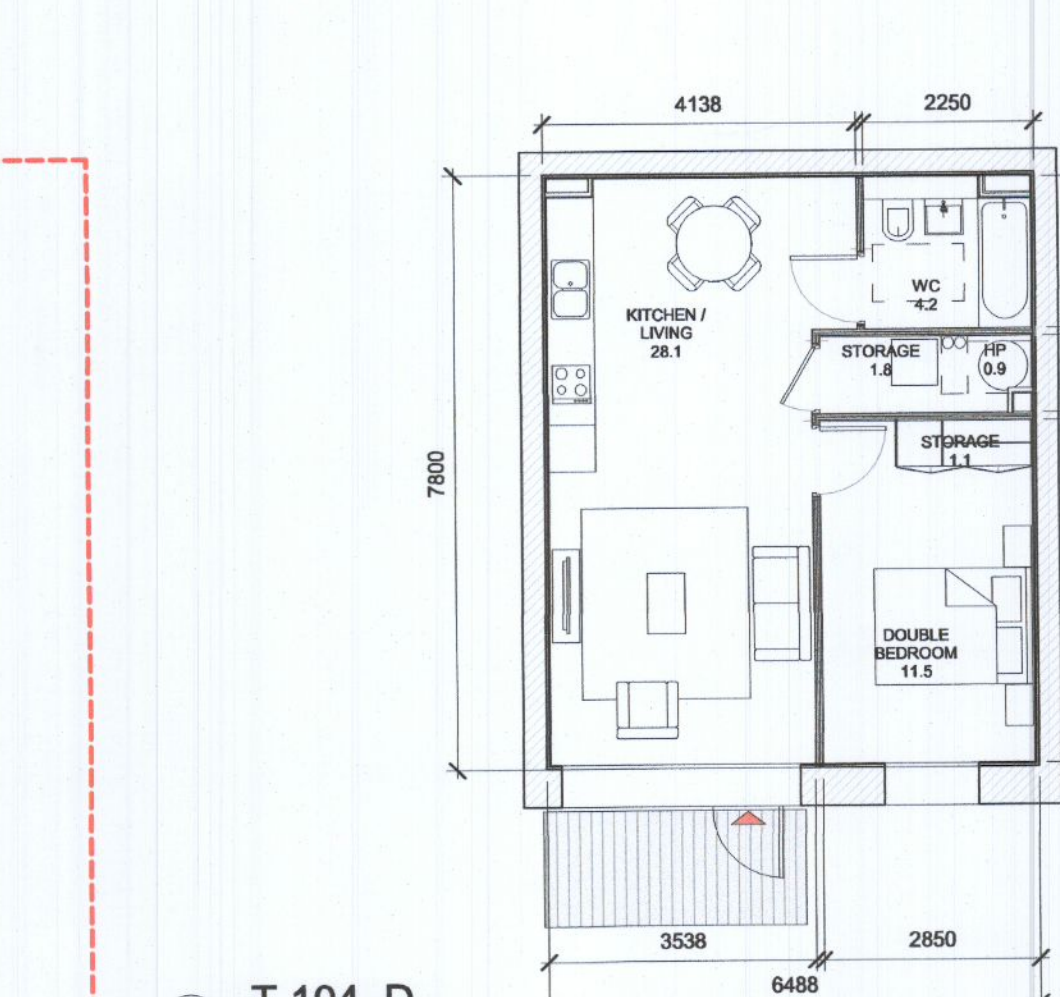 4138
2250
WC
4.2
KITCHEN /
LIVING
28.1
STORAGE
1.8
HP
0.9
STORAGE
1.1
7800
DOUBLE
BEDROOM
11.5
3538
2850
6488